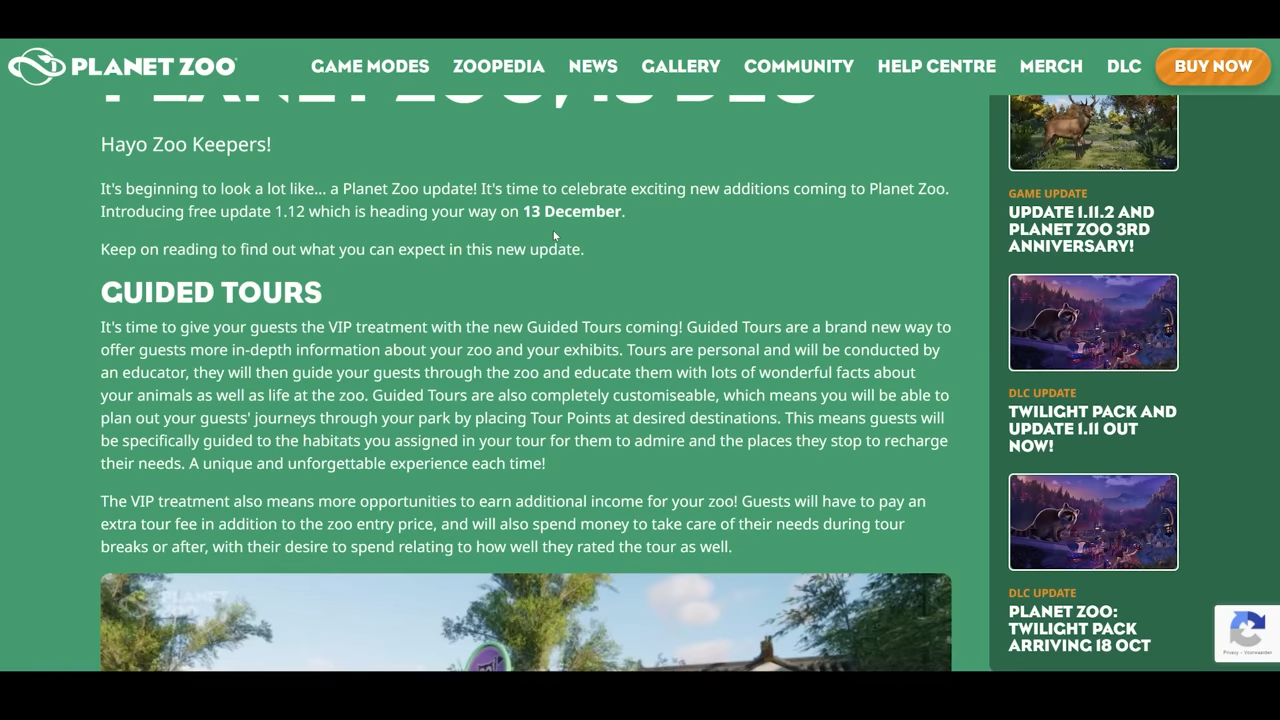 PLANET ZOO
GAME MODES
ZOOPEDIA
NEWS
GALLERY
COMMUNITY
HELP CENTRE
MERCH
DLC
BUY NOW
Hayo Zoo Keepers!
It's beginning to look a lot like... a Planet Zoo update! It's time to celebrate exciting new additions coming to Planet Zoo.
Introducing free update 1.12 which is heading your way on 13 December.
Keep on reading to find out what you can expect in this new update.
GUIDED TOURS
It's time to give your guests the VIP treatment with the new Guided Tours coming! Guided Tours are a brand new way to
offer guests more in-depth information about your zoo and your exhibits. Tours are personal and will be conducted by
an educator, they will then guide your guests through the zoo and educate them with lots of wonderful facts about
your animals as well as life at the zoo. Guided Tours are also completely customiseable, which means you will be able to
plan out your guests' journeys through your park by placing Tour Points at desired destinations. This means guests will
be specifically guided to the habitats you assigned in your tour for them to admire and the places they stop to recharge
their needs. A unique and unforgettable experience each time!
The VIP treatment also means more opportunities to earn additional income for your zoo! Guests will have to pay an
extra tour fee in addition to the zoo entry price, and will also spend money to take care of their needs during tour
breaks or after, with their desire to spend relating to how well they rated the tour as well.
PLANET
ZOO
GAME UPDATE
UPDATE 1.11.2 AND
PLANET ZOO 3RD
ANNIVERSARY!
DLC UPDATE
TWILIGHT PACK AND
UPDATE 1.11 OUT
NOW!
DLC UPDATE
PLANET ZOO:
TWILIGHT PACK
ARRIVING 18 OCT
Privacy - Voorwaarden